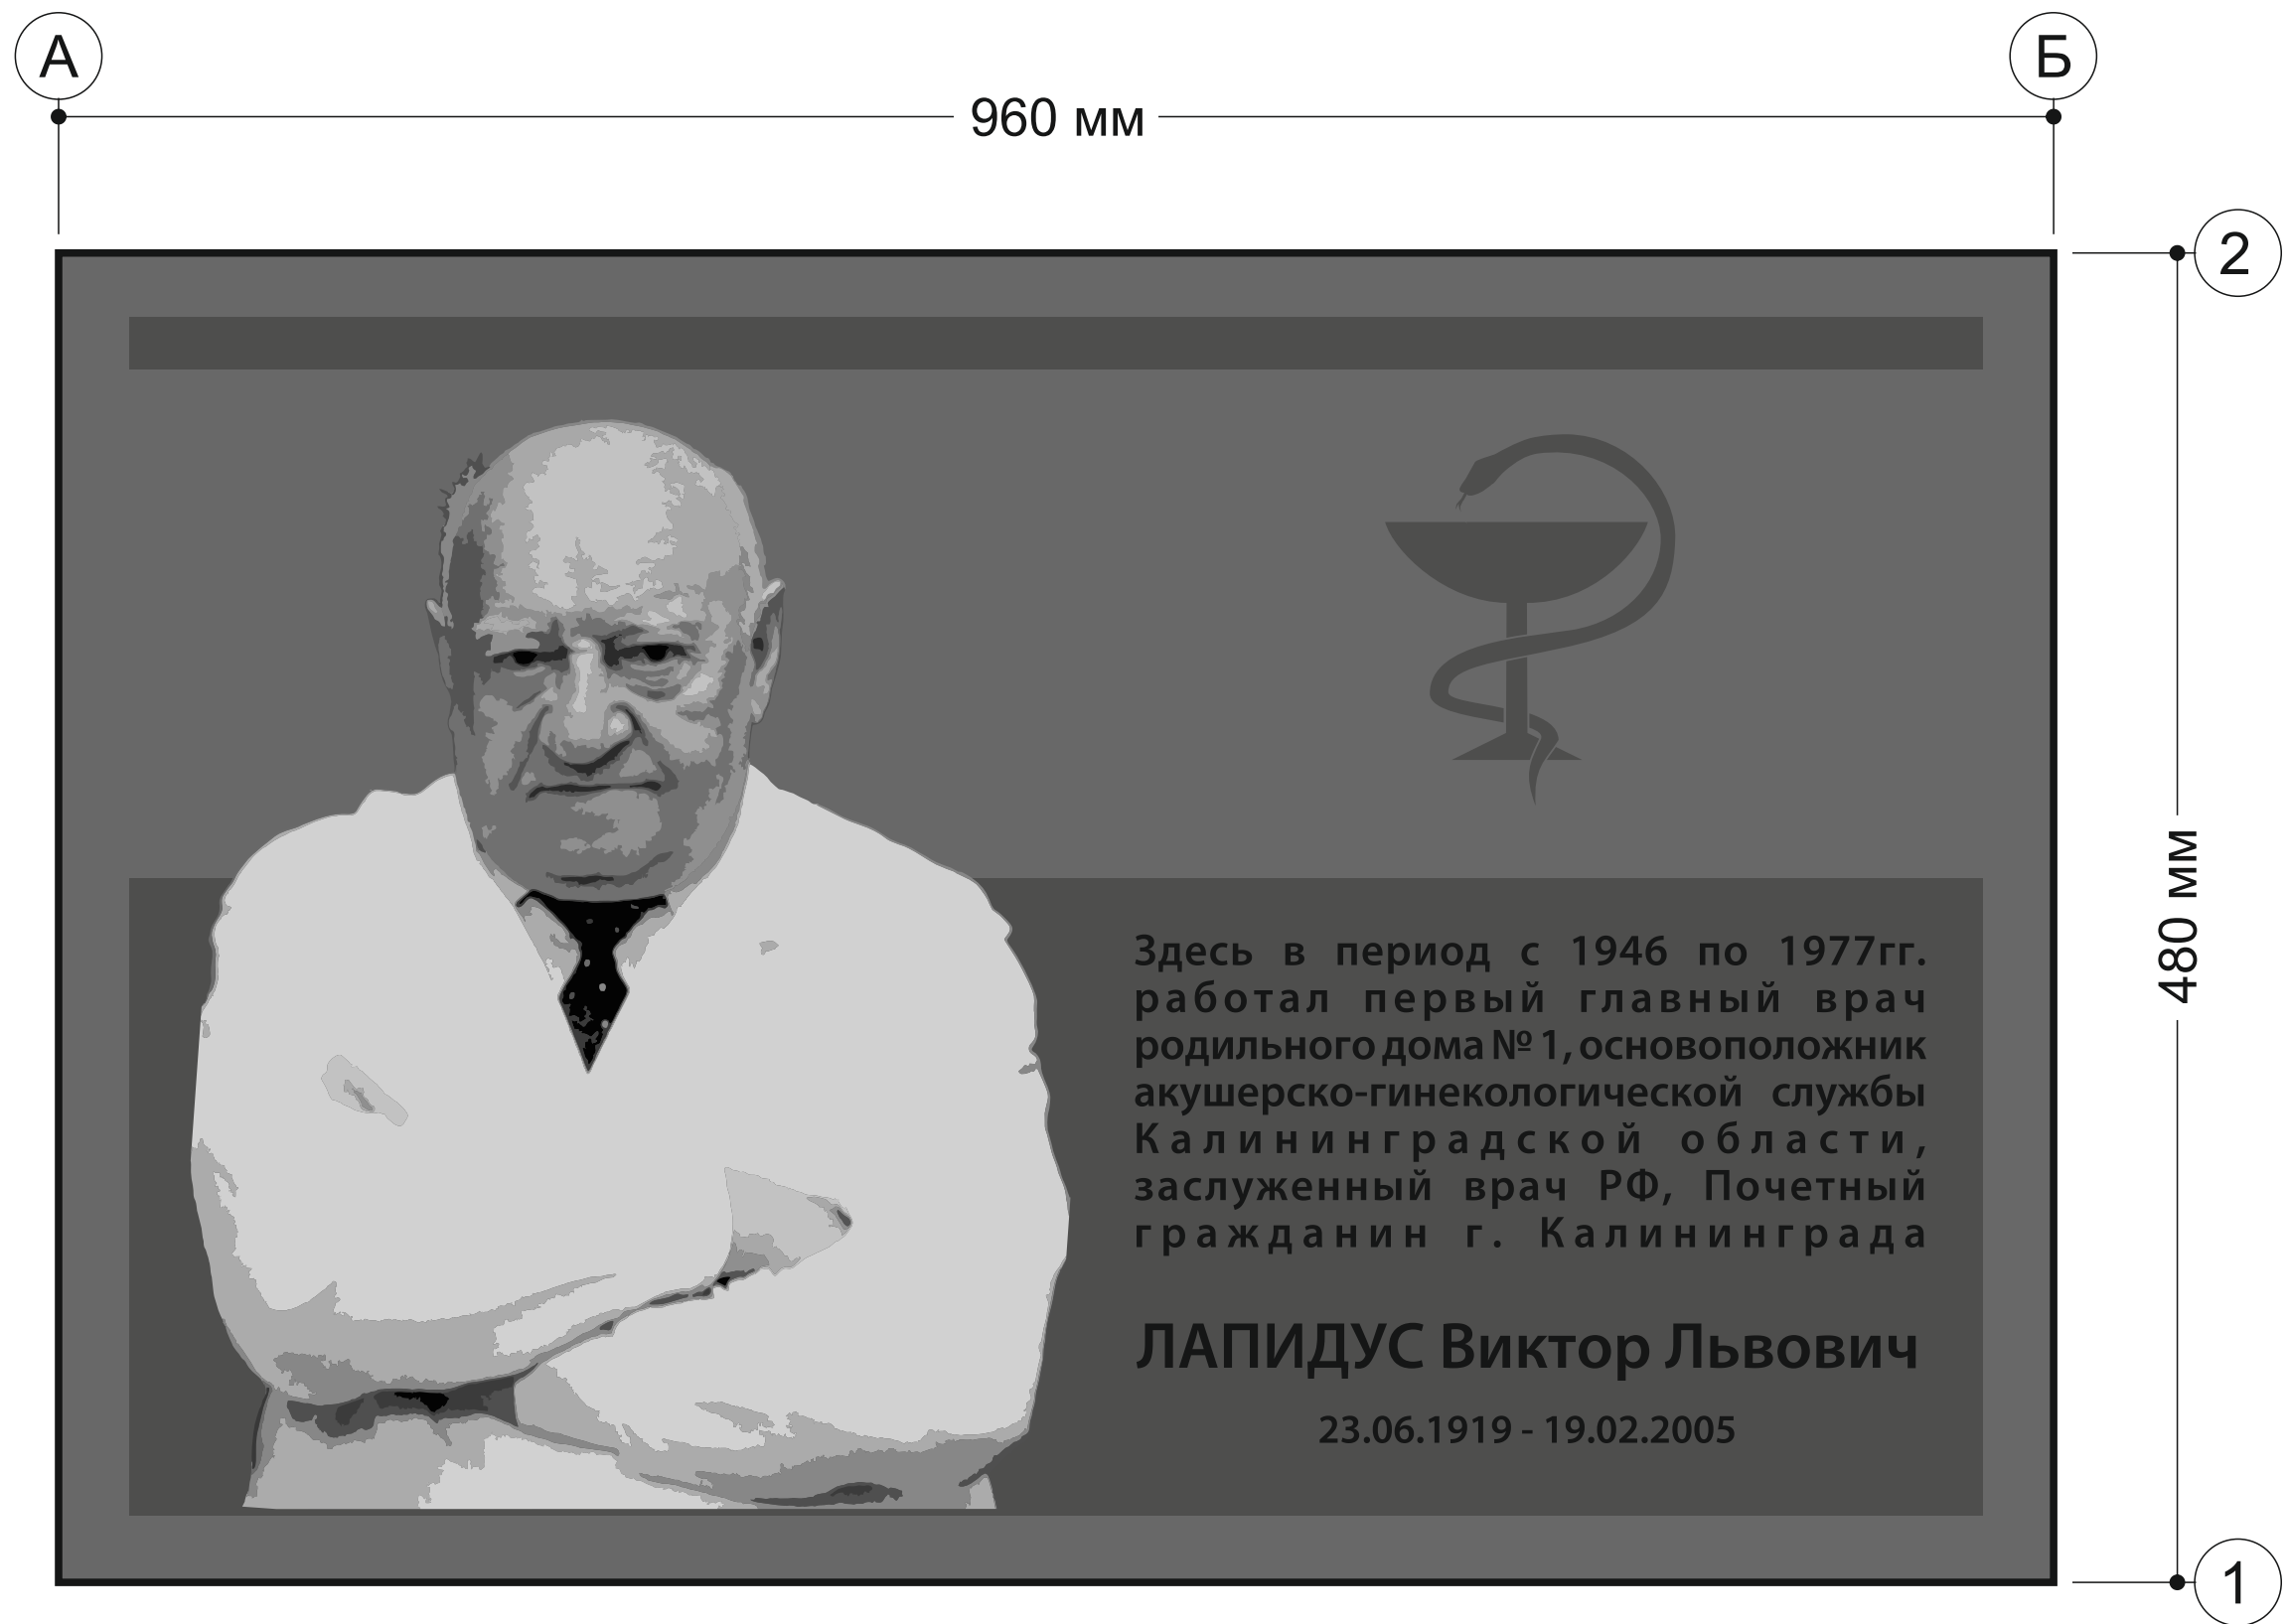 А
Б
960 мм
2
Здесь в период с 1946 по 1977гг.
работал первый главный врач
родильного дома № 1, основоположник
акушерско-гинекологической службы
Калининградской области,
заслуженный врач РФ, Почетный
гражданин г. Калининграда
ЛАПИДУС Виктор Львович
23.06.1919 - 19.02.2005
480 мм
1